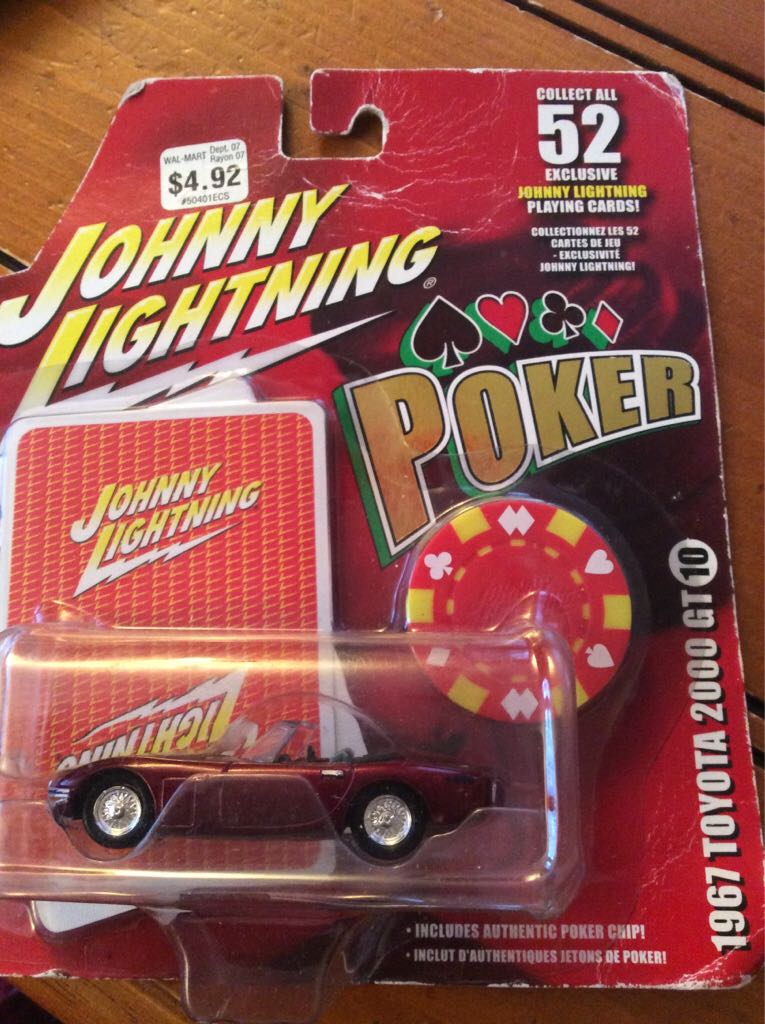 COLLECT ALL
52
EXCLUSIVE
JOHNNY LIGHTNING
PLAYING CARDS!
COLLECTIONNEZ LES 52
CARTES DE JEU
- EXCLUSIVITÉ
JOHNNY LIGHTNING!
WAL-MART Dept. 07
Rayon 07
$4.92
#50401ECS
JOHNNY
LIGHTNING®
POKER
JOHNNY
LIGHTNING
LIGHTNING
1967 TOYOTA 2000 GT 10
• INCLUDES AUTHENTIC POKER CHIP!
• INCLUT D'AUTHENTIQUES JETONS DE POKER!